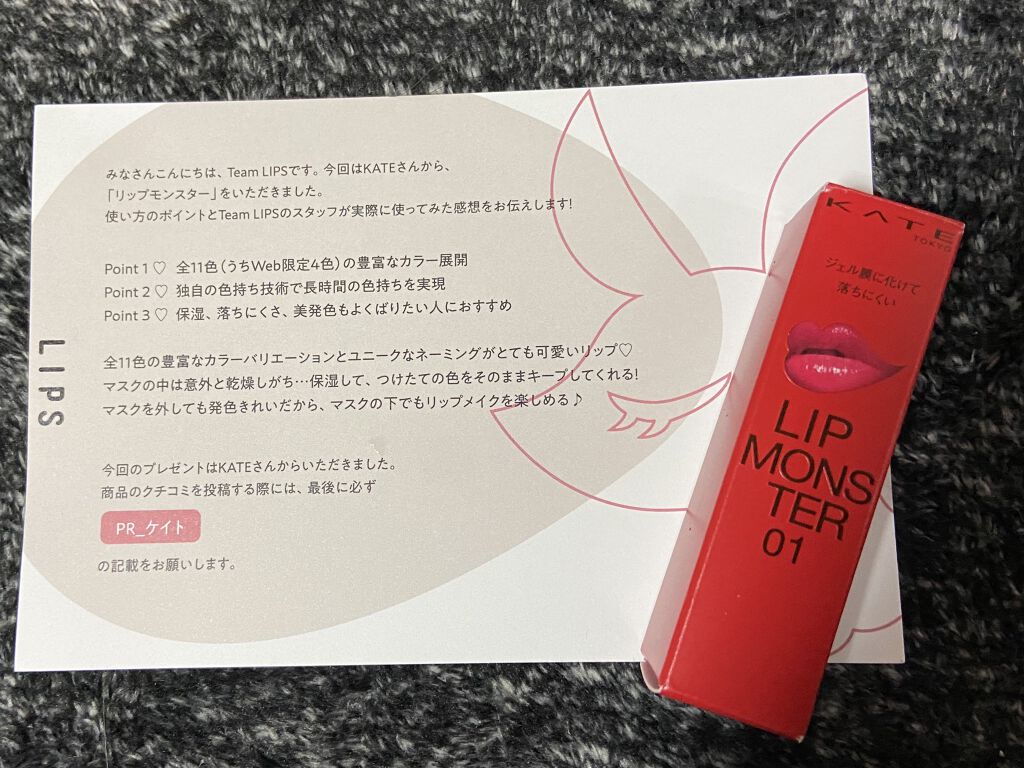 みなさんこんにちは、Team LIPSです。今回はKATEさんから、
「リップモンスター」をいただきました。
使い方のポイントとTeam LIPSのスタッフが実際に使ってみた感想をお伝えします!
Point 1 ♡ 全11色(うちWeb限定4色)の豊富なカラー展開
Point 2 ♡ 独自の色持ち技術で長時間の色持ちを実現
Point 3 ♡ 保湿、落ちにくさ、美発色もよくばりたい人におすすめ
全11色の豊富なカラーバリエーションとユニークなネーミングがとても可愛いリップ♡
マスクの中は意外と乾燥しがち…保湿して、つけたての色をそのままキープしてくれる!
マスクを外しても発色きれいだから、マスクの下でもリップメイクを楽しめる♪
今回のプレゼントはKATEさんからいただきました。
商品のクチコミを投稿する際には、最後に必ず
PR_ケイト
の記載をお願いします。
LIPS
KATE
TOKYO
ジェル膜に化けて
落ちにくい
LIP
MONS
TER
01